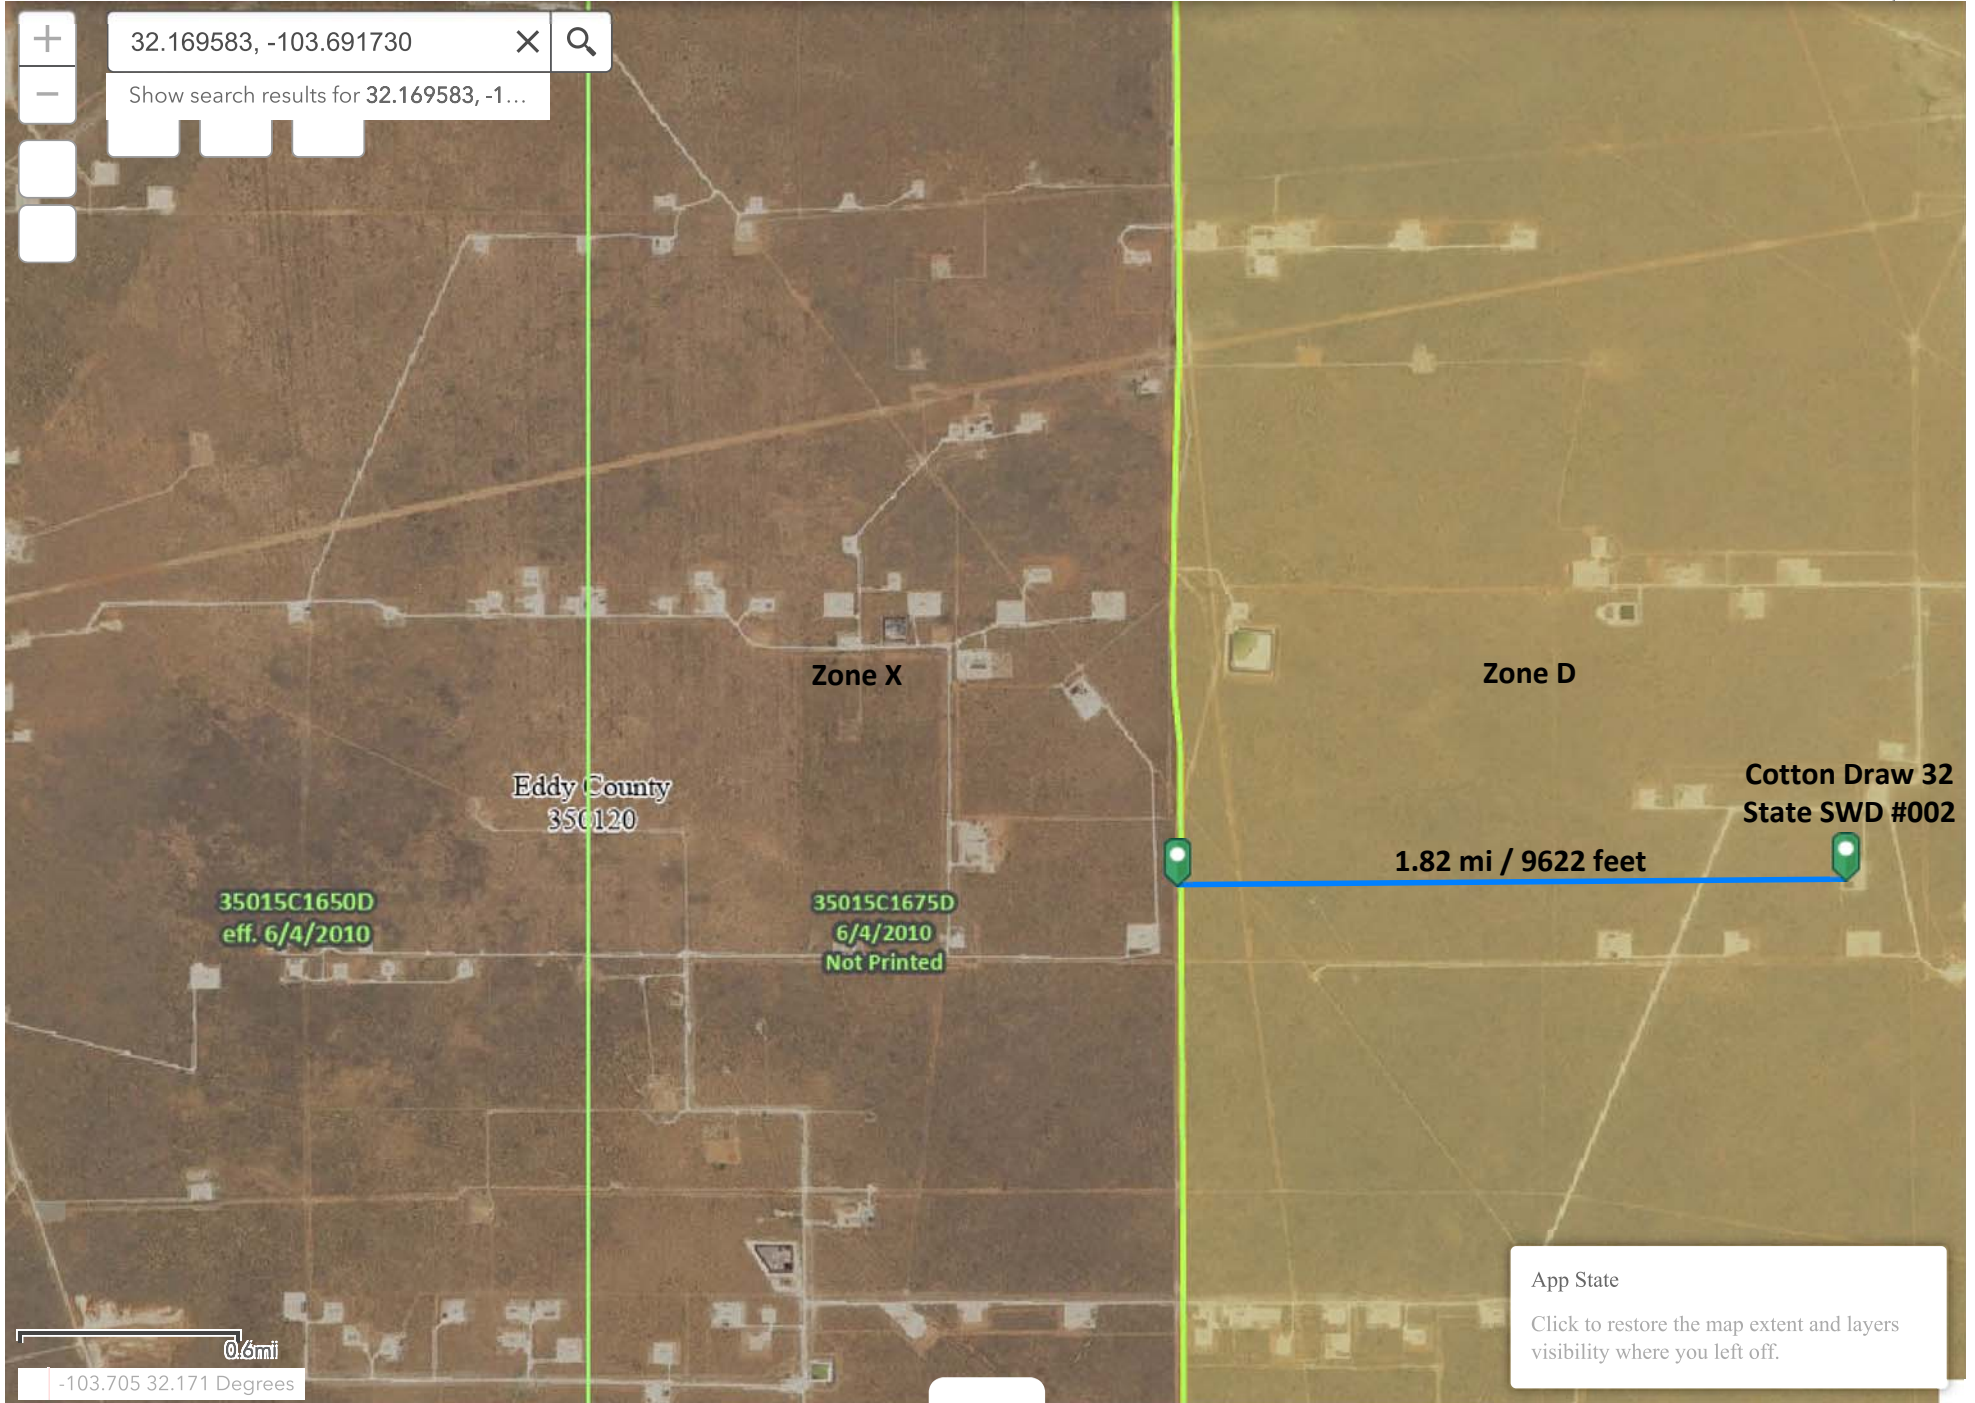 32.169583, -103.691730
Show search results for 32.169583, -1...
Zone X
Zone D
Eddy County
350120
Cotton Draw 32
State SWD #002
1.82 mi / 9622 feet
35015C1650D
eff. 6/4/2010
35015C1675D
6/4/2010
Not Printed
App State
Click to restore the map extent and layers
visibility where you left off.
0.6mi
-103.705 32.171 Degrees